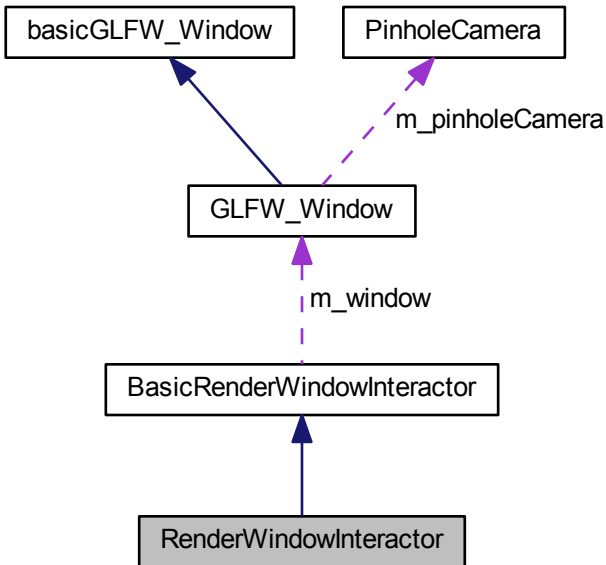 basicGLFW_Window
PinholeCamera
m_pinholeCamera
GLFW_Window
m_window
BasicRenderWindowInteractor
RenderWindowInteractor